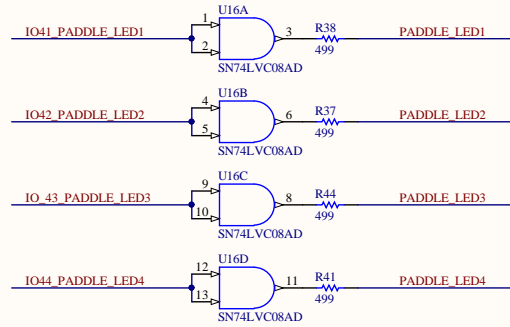 U16A
IO41_PADDLE_LED1 1 3 R38 PADDLE_LED1
2 499
SN74LVC08AD
U16B
IO42_PADDLE_LED2 4 6 R37 PADDLE_LED2
5 499
SN74LVC08AD
U16C
IO_43_PADDLE_LED3 9 8 R44 PADDLE_LED3
10 499
SN74LVC08AD
U16D
IO44_PADDLE_LED4 12 11 R41 PADDLE_LED4
13 499
SN74LVC08AD